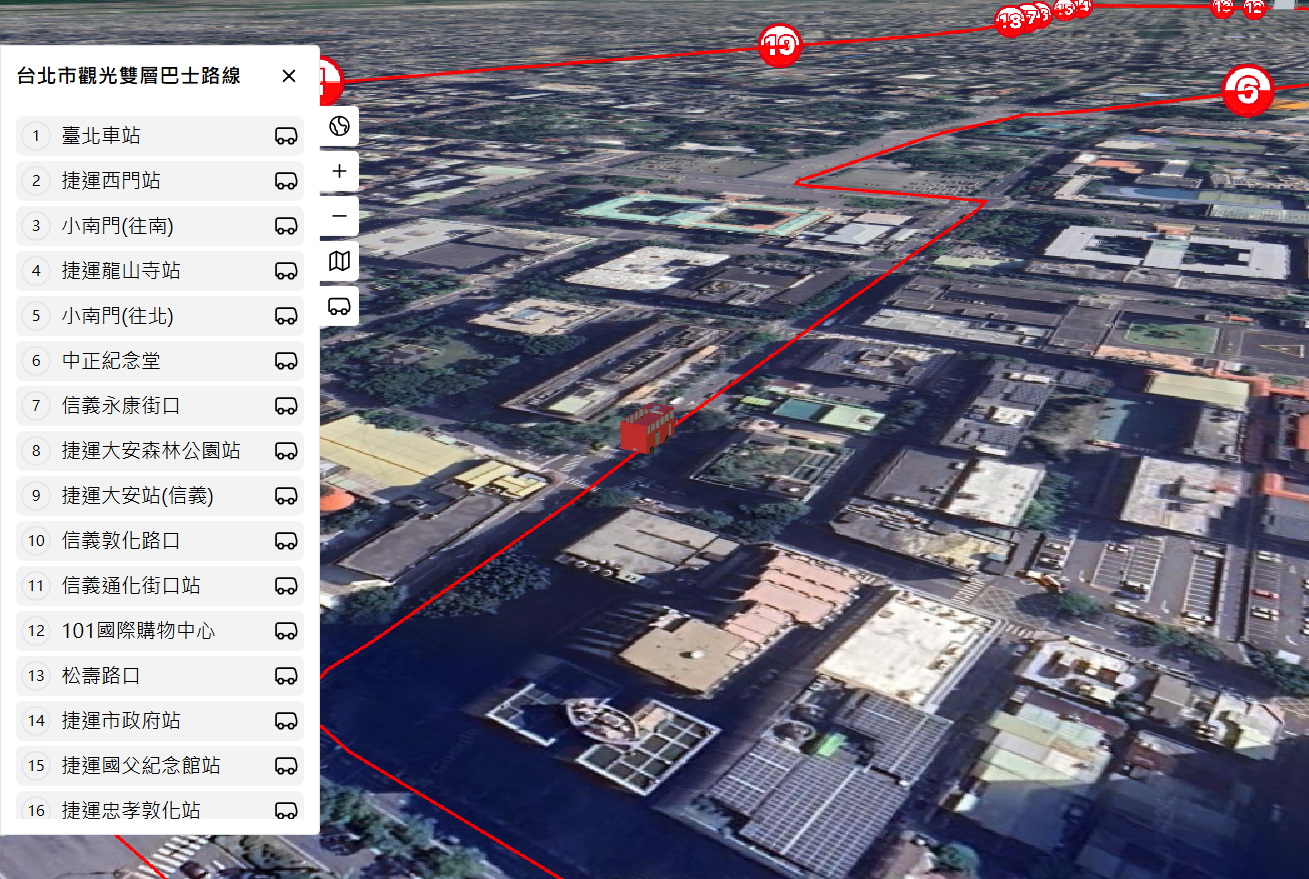 台北市觀光雙層巴士路線
1 臺北車站
2 捷運西門站
3 小南門(往南)
4 捷運龍山寺站
5 小南門(往北)
6 中正紀念堂
7 信義永康街口
8 捷運大安森林公園站
9 捷運大安站(信義)
10 信義敦化路口
11 信義通化街口站
12 101國際購物中心
13 松壽路口
14 捷運市政府站
15 捷運國父紀念館站
16 捷運忠孝敦化站
6